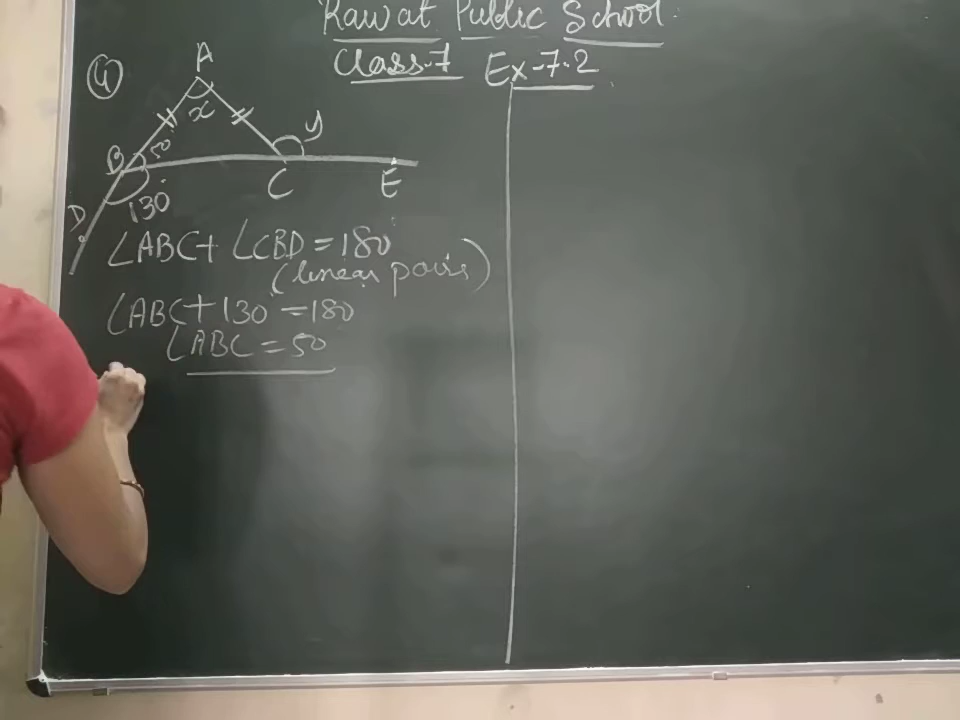 Rawat Public School
Class-7 Ex-7.2
4
A
x
B 50° y
C E
D 130°
∠ABC + ∠CBD = 180°
(linear pairs)
∠ABC + 130° = 180
∠ABC = 50